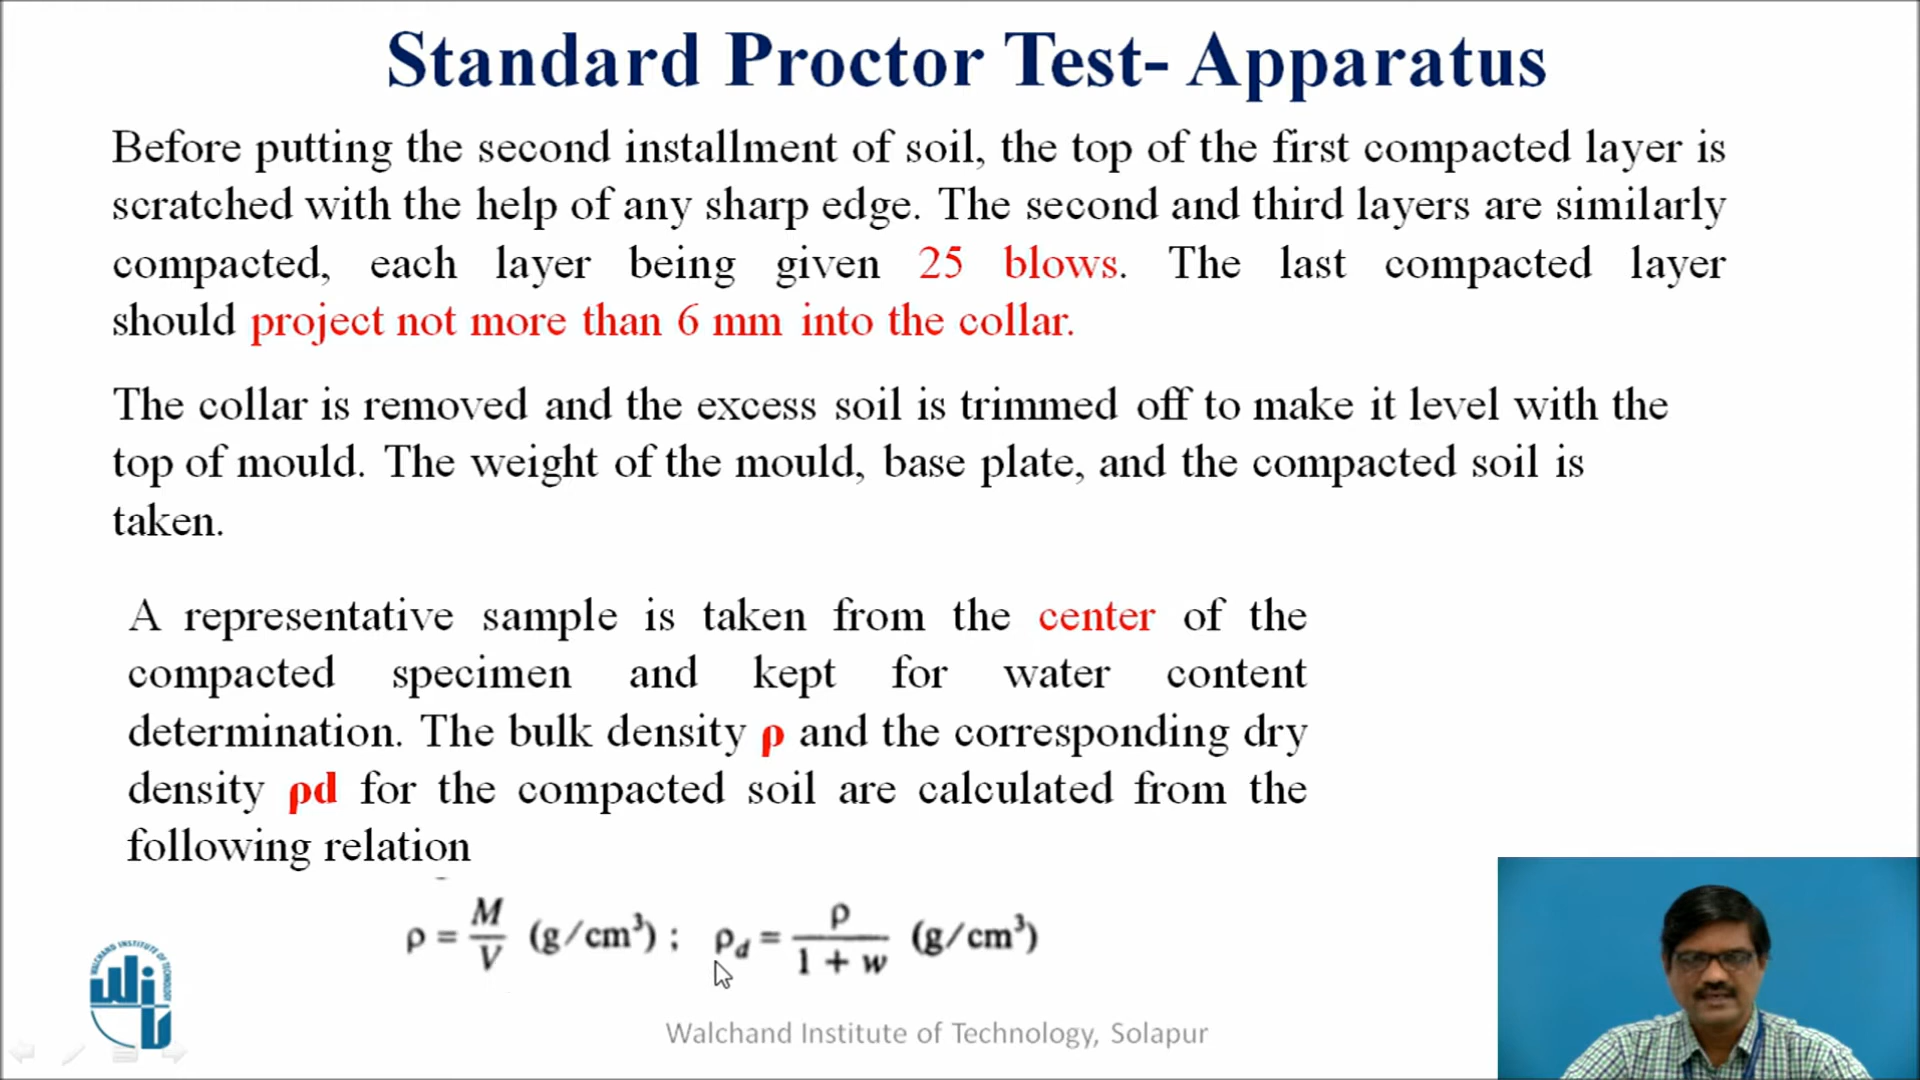 Standard Proctor Test- Apparatus
Before putting the second installment of soil, the top of the first compacted layer is
scratched with the help of any sharp edge. The second and third layers are similarly
compacted, each layer being given 25 blows. The last compacted layer
should project not more than 6 mm into the collar.
The collar is removed and the excess soil is trimmed off to make it level with the
top of mould. The weight of the mould, base plate, and the compacted soil is
taken.
A representative sample is taken from the center of the
compacted specimen and kept for water content
determination. The bulk density ρ and the corresponding dry
density ρd for the compacted soil are calculated from the
following relation
ρ = M/V (g/cm³) ; ρd = ρ/(1 + w) (g/cm³)
WALCHAND INSTITUTE OF TECHNOLOGY
WIT
Walchand Institute of Technology, Solapur